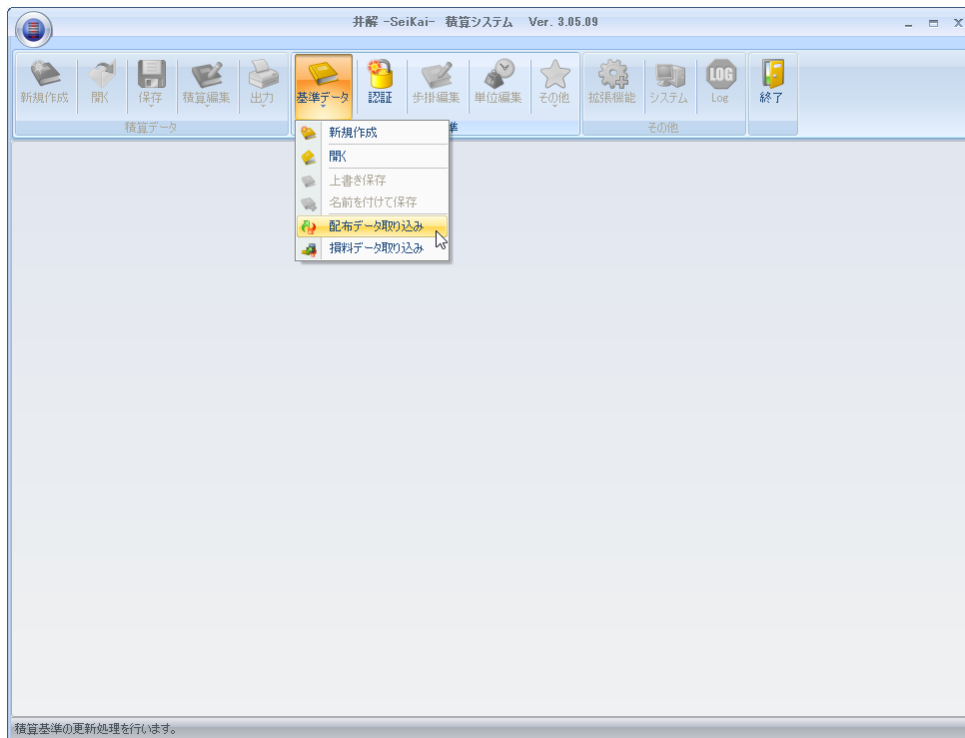 井解 -SeiKai- 積算システム Ver. 3.05.09
新規作成 開く 保存 積算編集 出力 基準データ 認証 歩掛編集 単位編集 その他 拡張機能 システム LOG Log 終了
積算データ 準 その他
新規作成
開く
上書き保存
名前を付けて保存
配布データ取り込み
損料データ取り込み
積算基準の更新処理を行います。